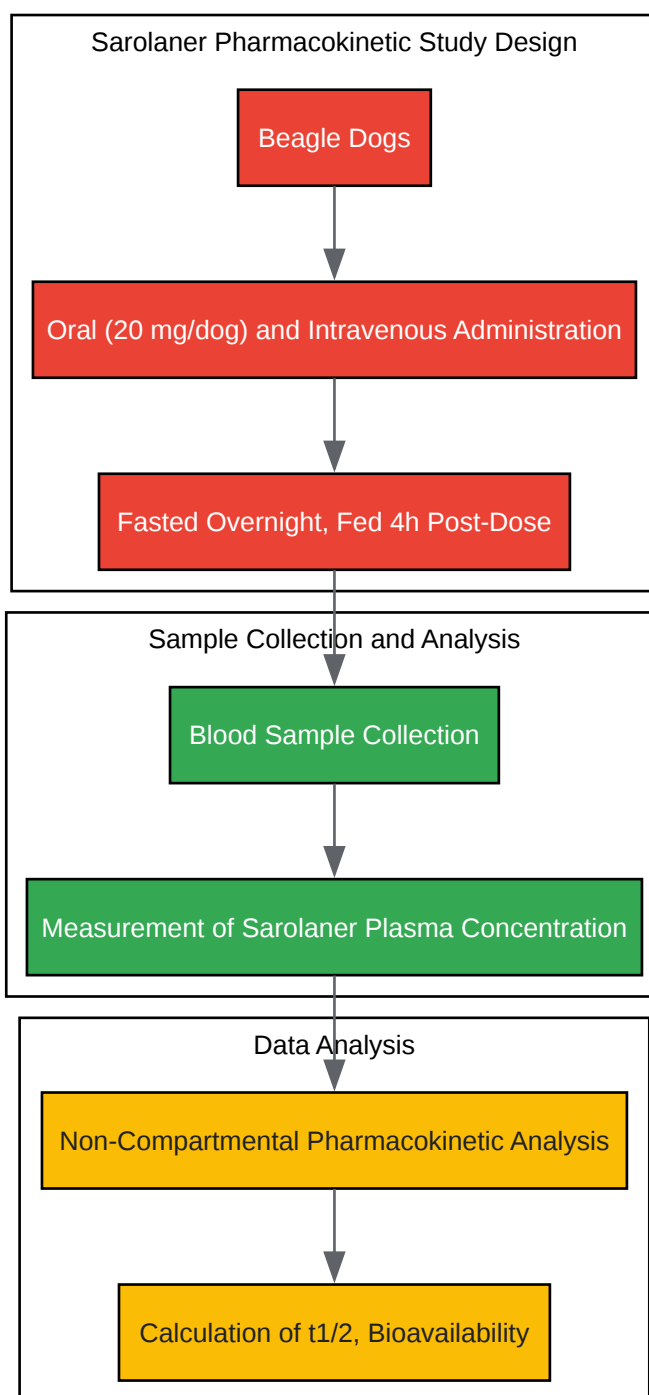 Sarolaner Pharmacokinetic Study Design
Beagle Dogs
Oral (20 mg/dog) and Intravenous Administration
Fasted Overnight, Fed 4h Post-Dose
Sample Collection and Analysis
Blood Sample Collection
Measurement of Sarolaner Plasma Concentration
Data Analysis
Non-Compartmental Pharmacokinetic Analysis
Calculation of t1/2, Bioavailability